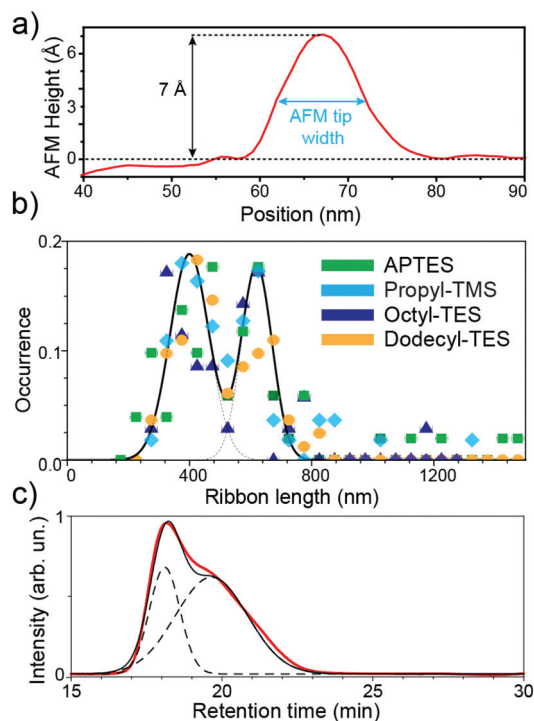 a)
AFM Height (Å)
6
3
0
7 Å
AFM tip
width
40 50 60 70 80 90
Position (nm)
b)
Occurrence
0.2
0.1
0.0
APTES
Propyl-TMS
Octyl-TES
Dodecyl-TES
0 400 800 1200
Ribbon length (nm)
c)
Intensity (arb. un.)
1
0
15 20 25 30
Retention time (min)